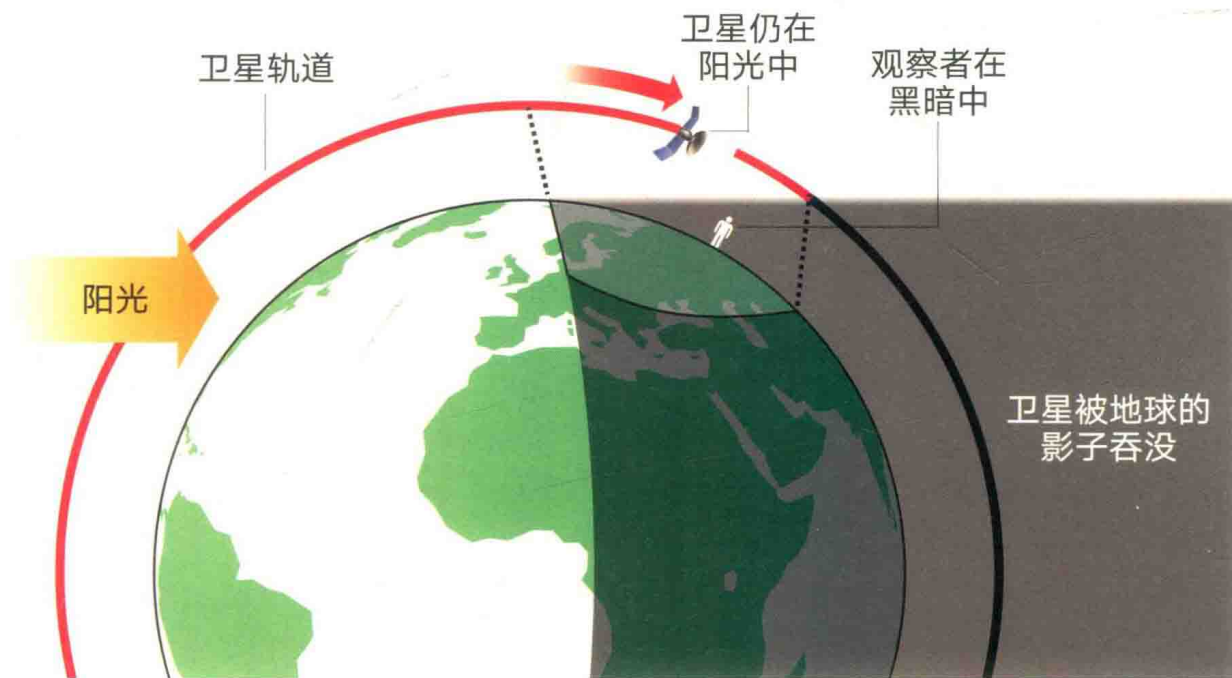 卫星轨道
卫星仍在
阳光中
观察者在
黑暗中
阳光
卫星被地球的
影子吞没